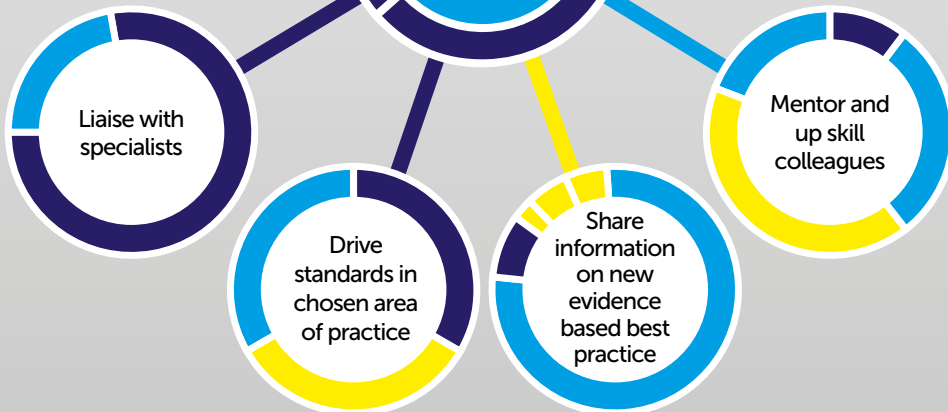 Liaise with
specialists
Drive
standards in
chosen area
of practice
Share
information
on new
evidence
based best
practice
Mentor and
up skill
colleagues